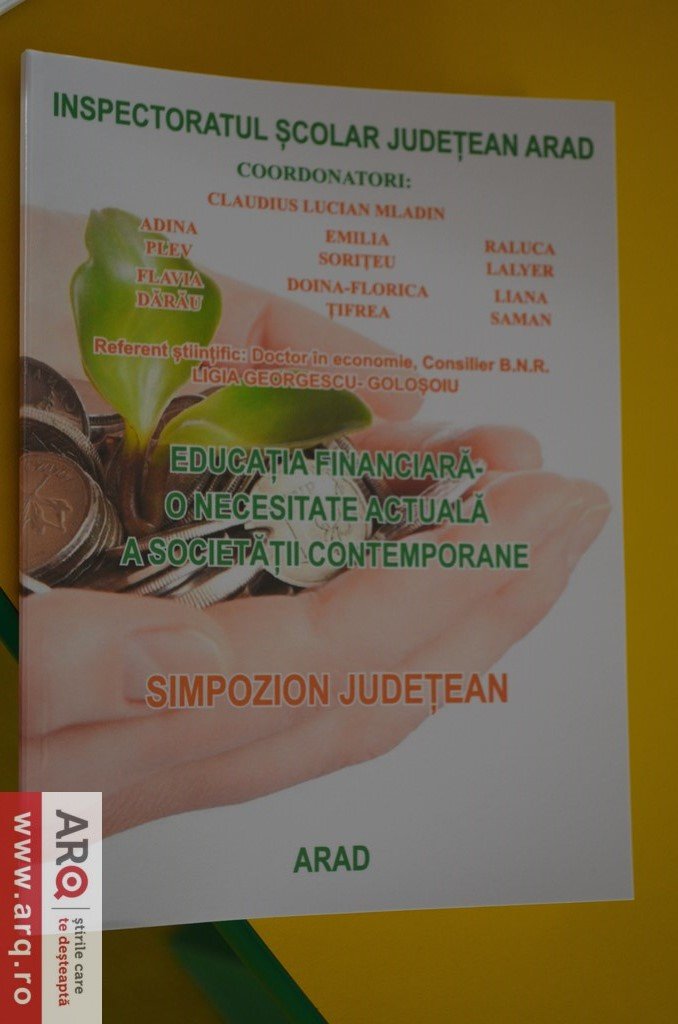 INSPECTORATUL ȘCOLAR JUDEȚEAN ARAD
COORDONATORI:
CLAUDIUS LUCIAN MLADIN
ADINA PLEV
EMILIA SORIȚEU
RALUCA LALYER
FLAVIA DĂRĂU
DOINA-FLORICA ȚIFREA
LIANA SAMAN
Referent științific: Doctor în economie, Consilier B.N.R.
LIGIA GEORGESCU- GOLOȘOIU
EDUCAȚIA FINANCIARĂ-
O NECESITATE ACTUALĂ
A SOCIETĂȚII CONTEMPORANE
SIMPOZION JUDEȚEAN
ARAD
www.arq.ro
ARQ
știrile care
te deșteaptă